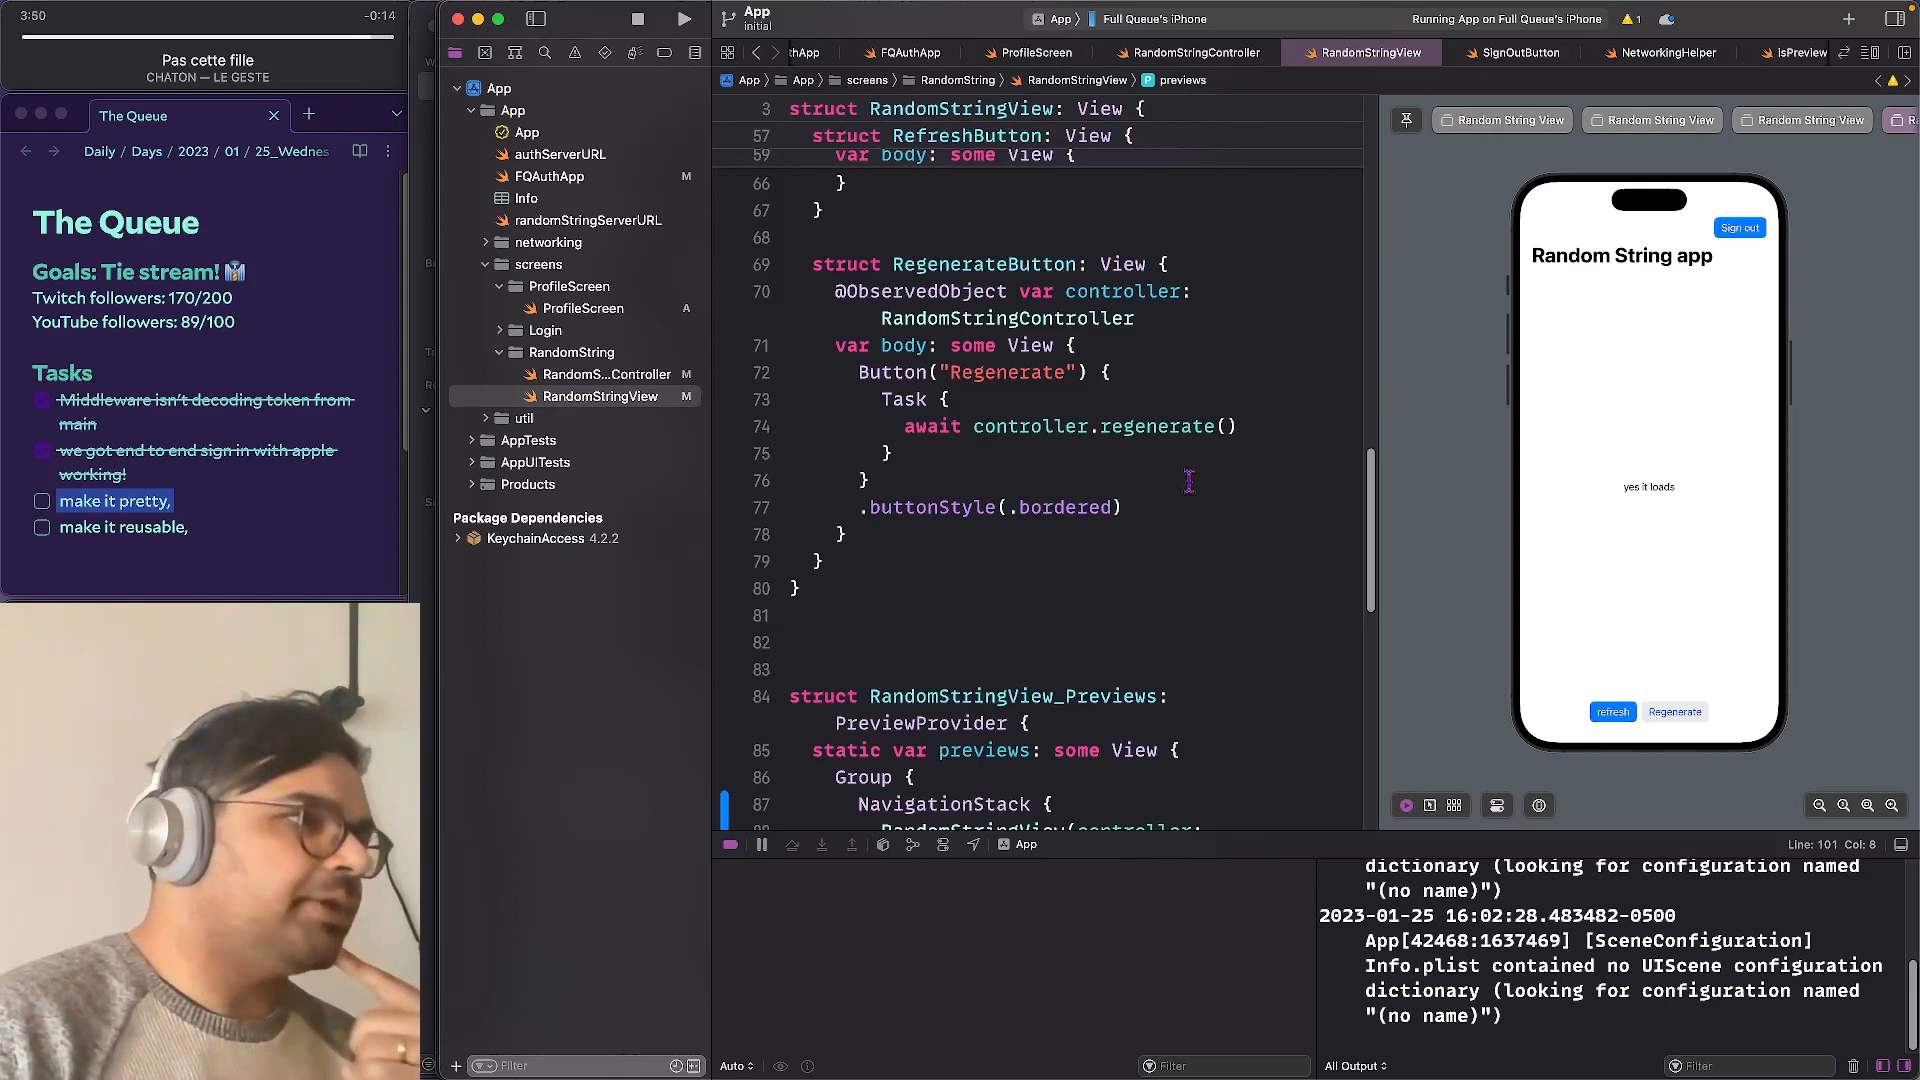 3:50
-0:14
Pas cette fille
CHATON — LE GESTE
The Queue
Daily / Days / 2023 / 01 / 25_Wednes
The Queue
Goals: Tie stream! 👔
Twitch followers: 170/200
YouTube followers: 89/100
Tasks
Middleware isn't decoding token from
main
we got end to end sign in with apple
working!
make it pretty,
make it reusable,
App
initial
App
Full Queue's iPhone
Running App on Full Queue's iPhone
1
thApp
FQAuthApp
ProfileScreen
RandomStringController
RandomStringView
SignOutButton
NetworkingHelper
isPreview
App
App
screens
RandomString
RandomStringView
P previews
App
App
App
authServerURL
FQAuthApp M
Info
randomStringServerURL
networking
screens
ProfileScreen
ProfileScreen A
Login
RandomString
RandomS...Controller M
RandomStringView M
util
AppTests
AppUITests
Products
Package Dependencies
KeychainAccess 4.2.2
Filter
3 struct RandomStringView: View {
57 struct RefreshButton: View {
59 var body: some View {
66 }
67 }
68
69 struct RegenerateButton: View {
70 @ObservedObject var controller:
RandomStringController
71 var body: some View {
72 Button("Regenerate") {
73 Task {
74 await controller.regenerate()
75 }
76 }
77 .buttonStyle(.bordered)
78 }
79 }
80 }
81
82
83
84 struct RandomStringView_Previews:
PreviewProvider {
85 static var previews: some View {
86 Group {
87 NavigationStack {
RandomStringView(controller:
Random String View
Random String View
Random String View
Sign out
Random String app
yes it loads
refresh
Regenerate
App
Line: 101 Col: 8
dictionary (looking for configuration named
"(no name)")
2023-01-25 16:02:28.483482-0500
App[42468:1637469] [SceneConfiguration]
Info.plist contained no UIScene configuration
dictionary (looking for configuration named
"(no name)")
Auto
Filter
All Output
Filter